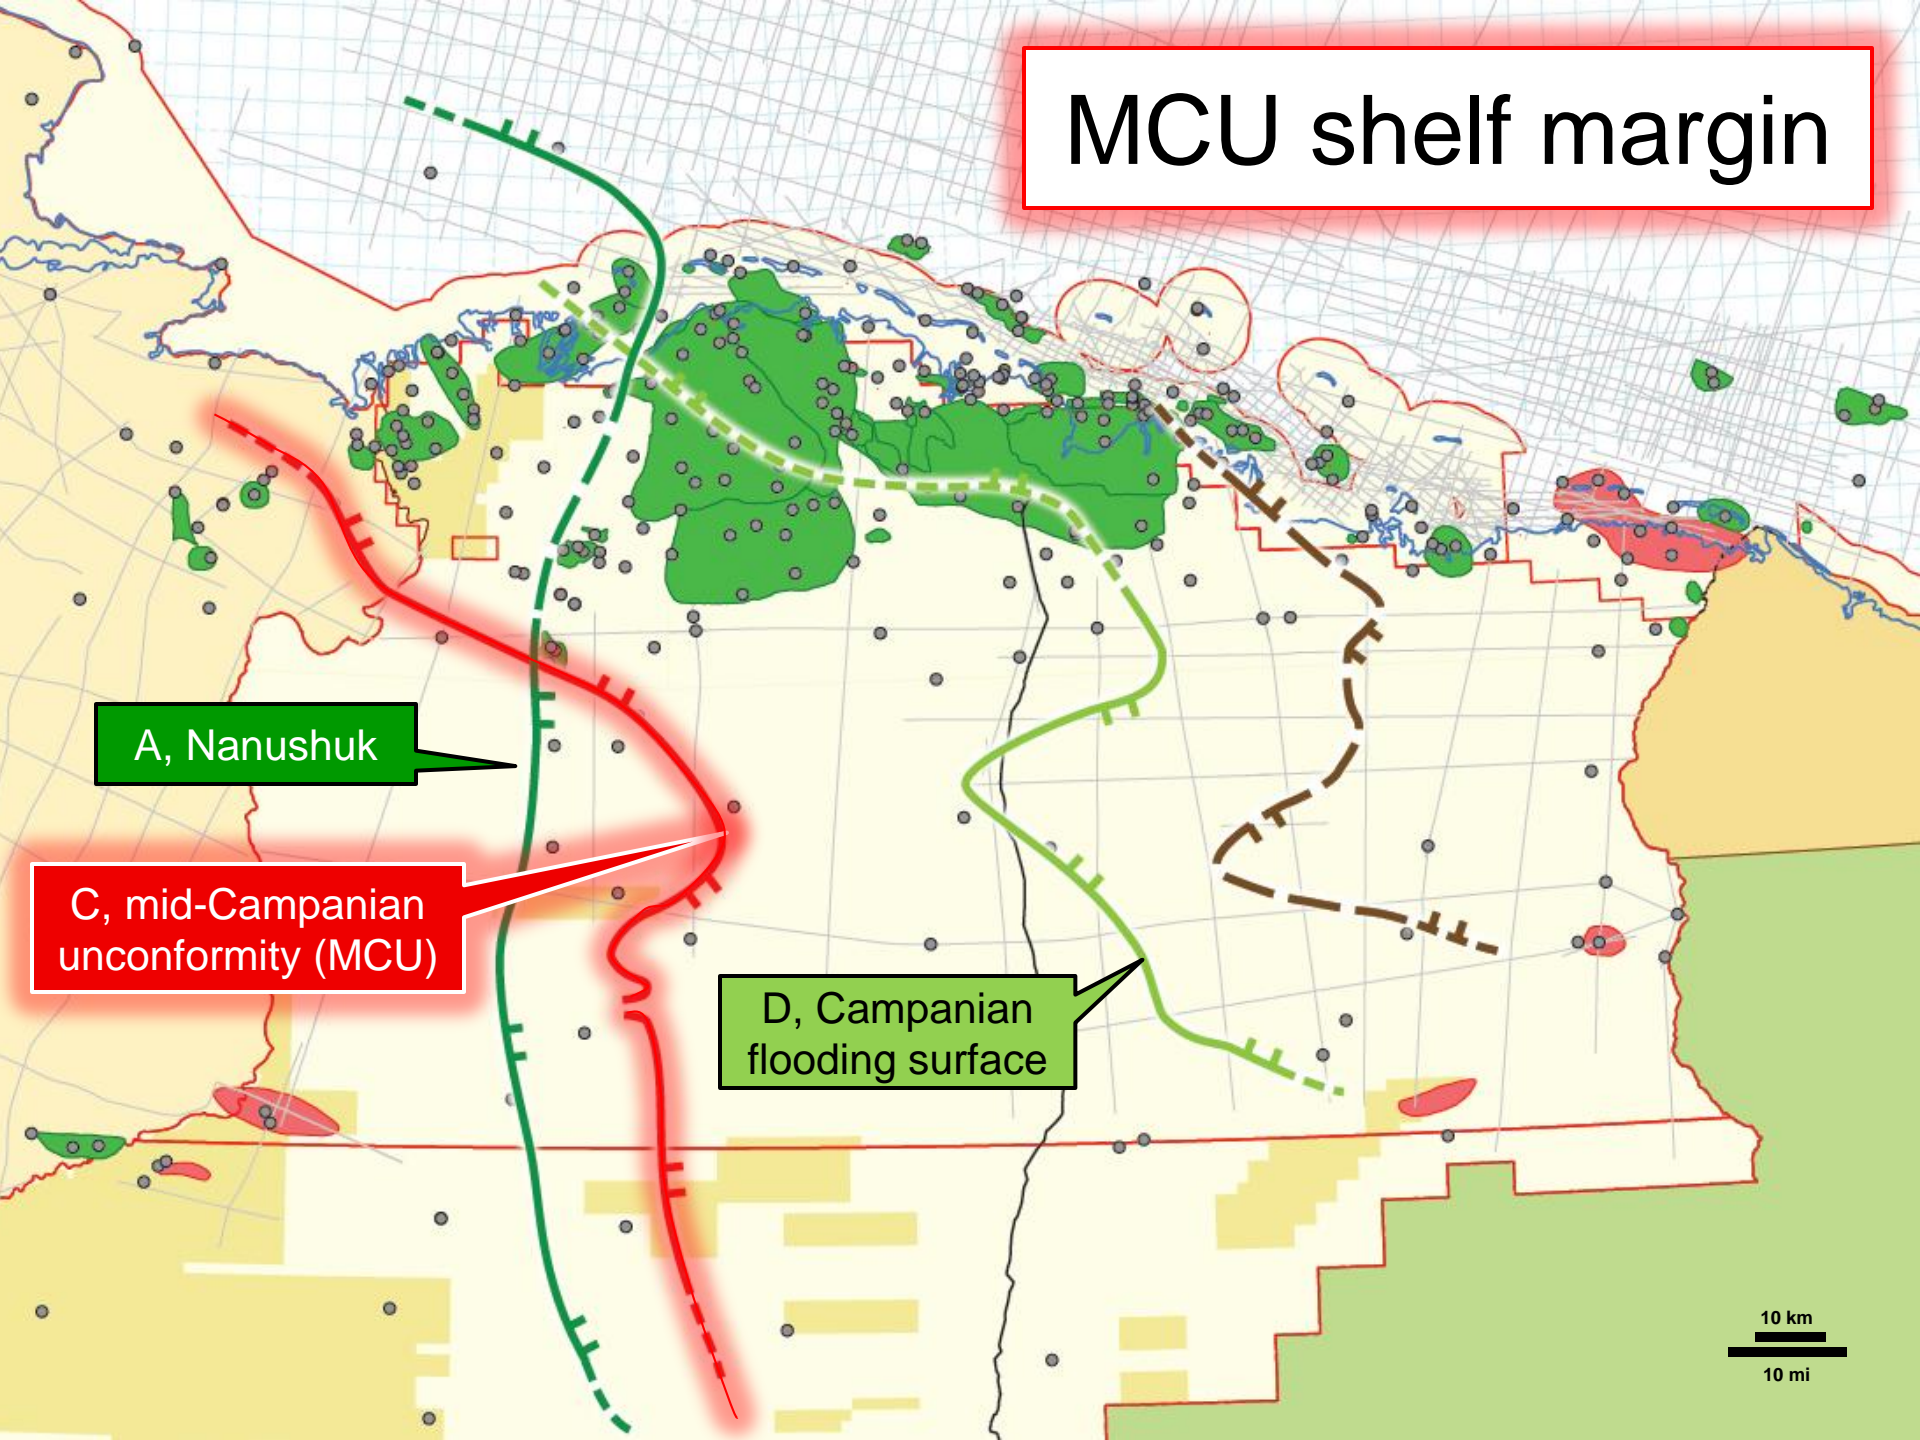 MCU shelf margin
A, Nanushuk
C, mid-Campanian
unconformity (MCU)
D, Campanian
flooding surface
10 km
10 mi